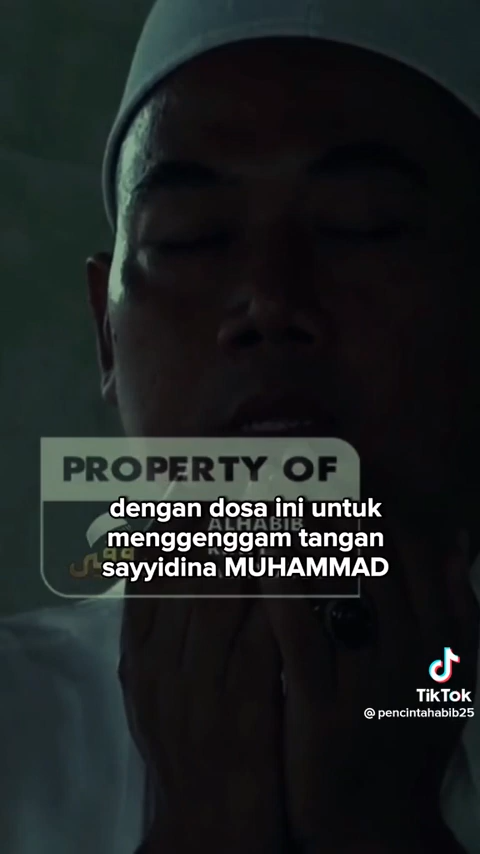 PROPERTY OF
dengan dosa ini untuk
ALHABIB
menggenggam tangan
sayyidina MUHAMMAD
TikTok
@pencintahabib25